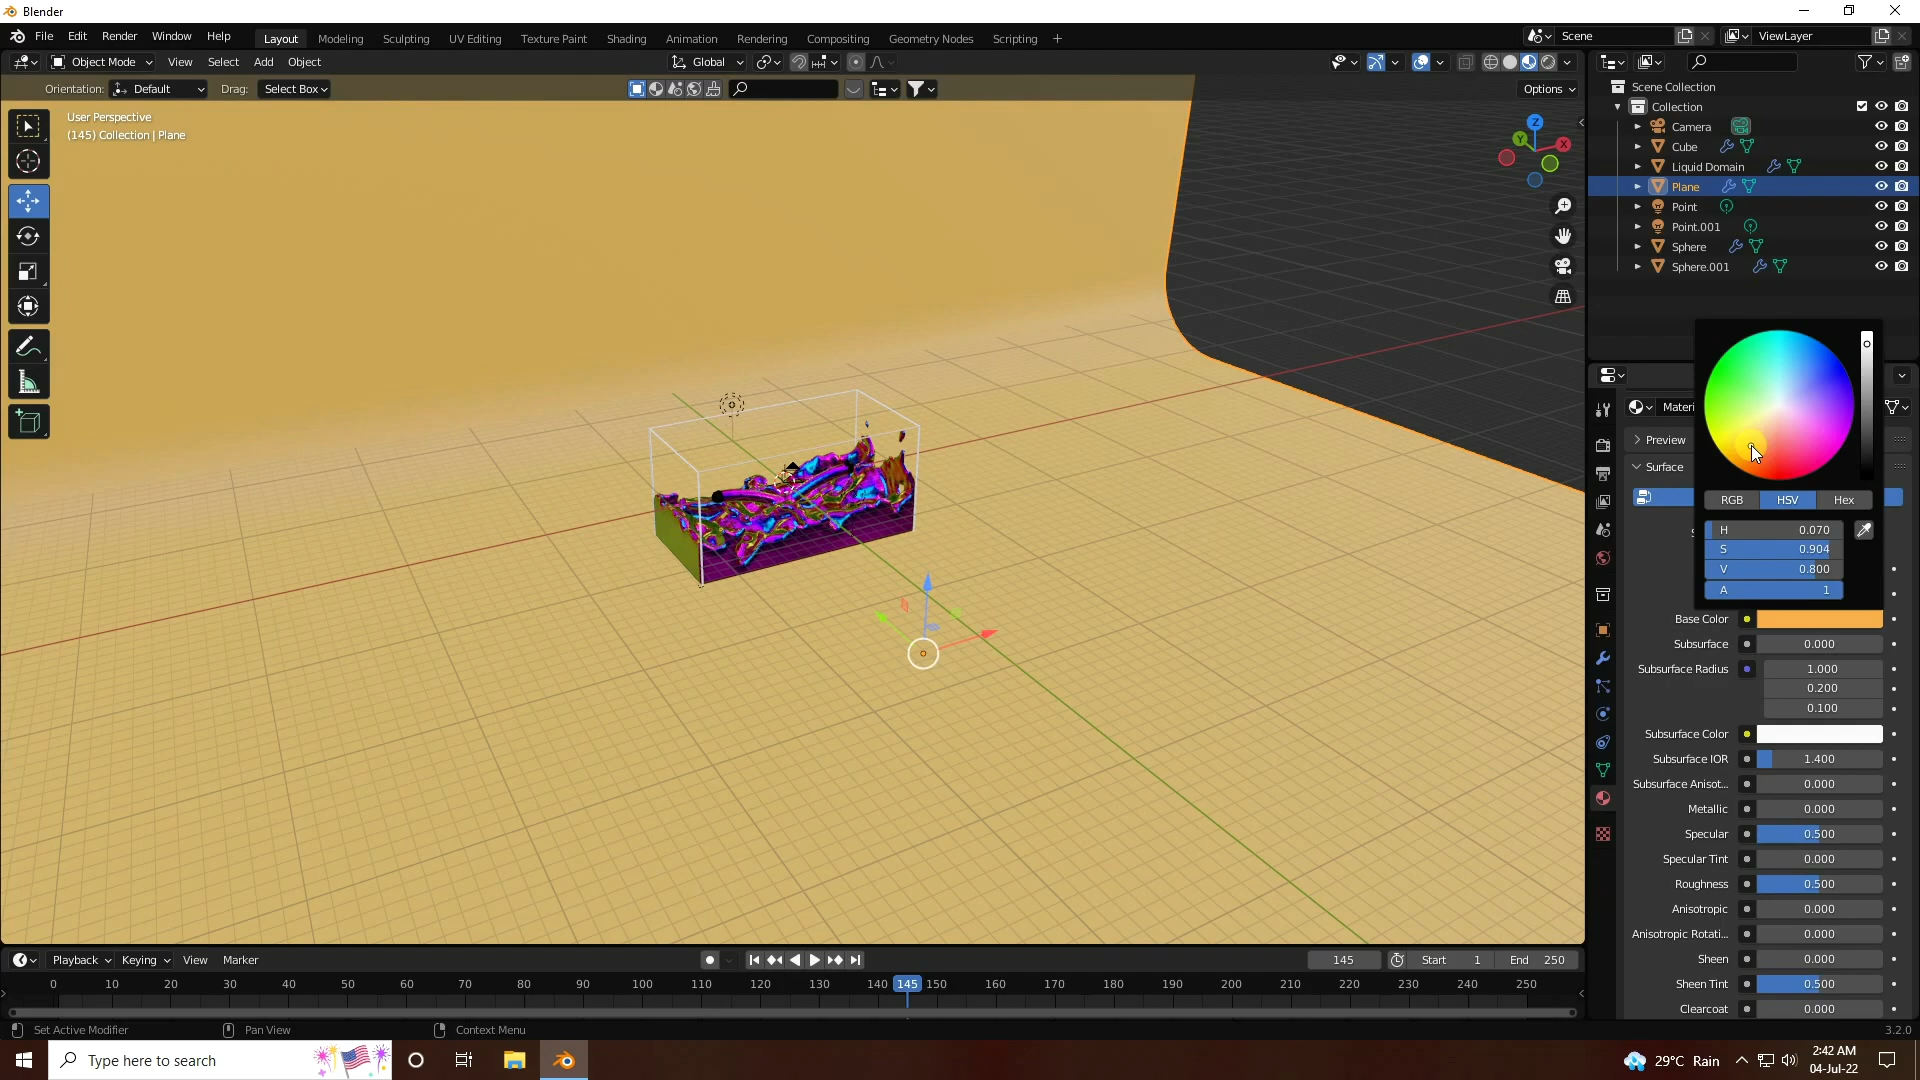 Blender
File Edit Render Window Help Layout Modeling Sculpting UV Editing Texture Paint Shading Animation Rendering Compositing Geometry Nodes Scripting + Scene ViewLayer
Object Mode View Select Add Object Global
Orientation: Default Drag: Select Box Options
User Perspective
(145) Collection | Plane
Z
Y
X
Scene Collection
Collection
Camera
Cube
Liquid Domain
Plane
Point
Point.001
Sphere
Sphere.001
Materi
Preview
Surface
RGB HSV Hex
H 0.070
S 0.904
V 0.800
A 1
Base Color
Subsurface 0.000
Subsurface Radius 1.000
0.200
0.100
Subsurface Color
Subsurface IOR 1.400
Subsurface Anisot... 0.000
Metallic 0.000
Specular 0.500
Specular Tint 0.000
Roughness 0.500
Anisotropic 0.000
Anisotropic Rotati... 0.000
Sheen 0.000
Sheen Tint 0.500
Clearcoat 0.000
Playback Keying View Marker 145 Start 1 End 250
0 10 20 30 40 50 60 70 80 90 100 110 120 130 140 145 150 160 170 180 190 200 210 220 230 240 250
Set Active Modifier Pan View Context Menu 3.2.0
Type here to search 29°C Rain 2:42 AM
04-Jul-22